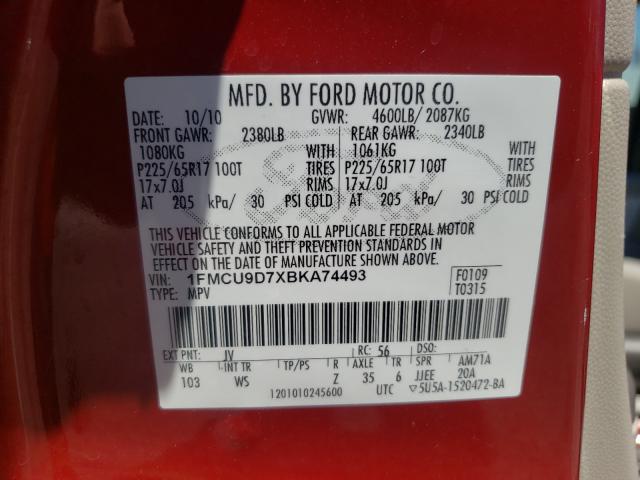 MFD. BY FORD MOTOR CO.
DATE: 10/10 GVWR: 4600LB/ 2087KG
FRONT GAWR: 2380LB REAR GAWR: 2340LB
1080KG WITH 1061KG WITH
P225/65R17 100T TIRES P225/65R17 100T TIRES
17x7.0J RIMS 17x7.0J RIMS
AT 205 kPa/ 30 PSI COLD AT 205 kPa/ 30 PSI COLD
THIS VEHICLE CONFORMS TO ALL APPLICABLE FEDERAL MOTOR
VEHICLE SAFETY AND THEFT PREVENTION STANDARDS IN
EFFECT ON THE DATE OF MANUFACTURE SHOWN ABOVE.
VIN: 1FMCU9D7XBKA74493 F0109
TYPE: MPV T0315
EXT PNT: JV RC: 56 DSO:
WB INT TR TP/PS R AXLE TR SPR AM71A
103 WS Z 35 6 JJEE 20A
1201010245600 UTC ▽5U5A-1520472-BA